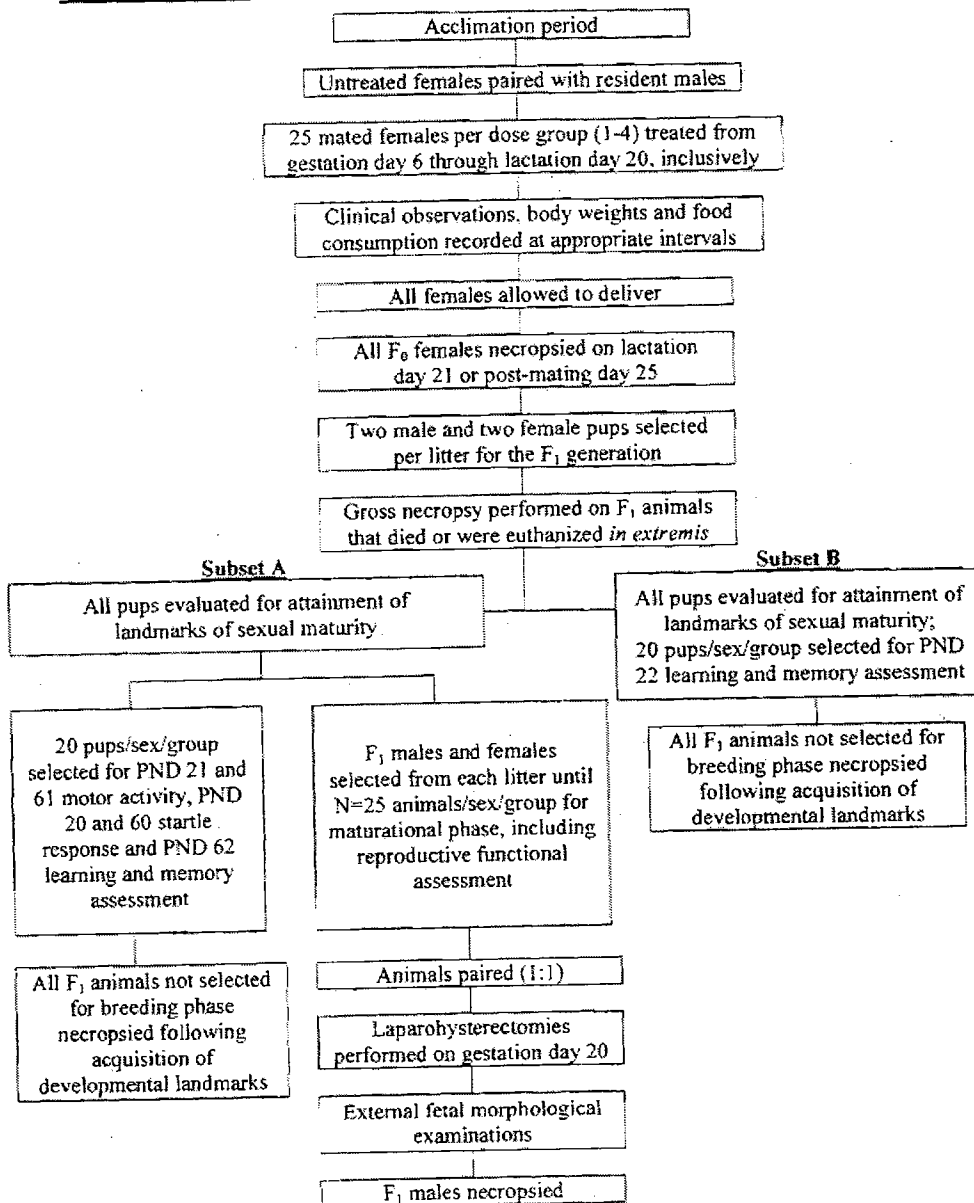 Acclimation period
Untreated females paired with resident males
25 mated females per dose group (1-4) treated from
gestation day 6 through lactation day 20, inclusively
Clinical observations, body weights and food
consumption recorded at appropriate intervals
All females allowed to deliver
All F₀ females necropsied on lactation
day 21 or post-mating day 25
Two male and two female pups selected
per litter for the F₁ generation
Gross necropsy performed on F₁ animals
that died or were euthanized in extremis
Subset A
All pups evaluated for attainment of
landmarks of sexual maturity
Subset B
All pups evaluated for attainment of
landmarks of sexual maturity;
20 pups/sex/group selected for PND
22 learning and memory assessment
20 pups/sex/group
selected for PND 21 and
61 motor activity, PND
20 and 60 startle
response and PND 62
learning and memory
assessment
F₁ males and females
selected from each litter until
N=25 animals/sex/group for
maturational phase, including
reproductive functional
assessment
All F₁ animals not selected for
breeding phase necropsied
following acquisition of
developmental landmarks
All F₁ animals not selected
for breeding phase
necropsied following
acquisition of
developmental landmarks
Animals paired (1:1)
Laparohysterectomies
performed on gestation day 20
External fetal morphological
examinations
F₁ males necropsied